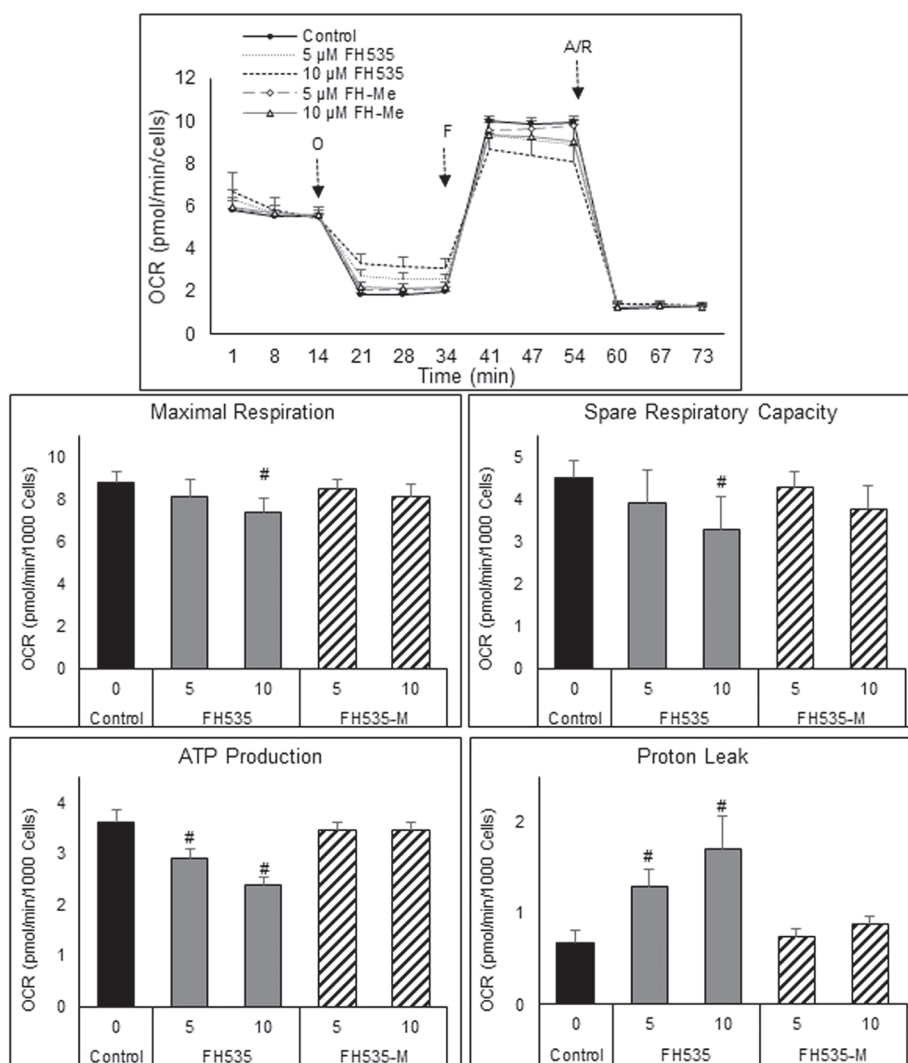 Control
5 µM FH535
10 µM FH535
5 µM FH-Me
10 µM FH-Me
O
F
A/R
OCR (pmol/min/cells)
12
10
8
6
4
2
0
1 8 14 21 28 34 41 47 54 60 67 73
Time (min)
Maximal Respiration
OCR (pmol/min/1000 Cells)
10
8
6
4
2
0
#
0 5 10 5 10
Control FH535 FH535-M
Spare Respiratory Capacity
OCR (pmol/min/1000 Cells)
5
4
3
2
1
0
#
0 5 10 5 10
Control FH535 FH535-M
ATP Production
OCR (pmol/min/1000 Cells)
4
3
2
1
0
# #
0 5 10 5 10
Control FH535 FH535-M
Proton Leak
OCR (pmol/min/1000 Cells)
2
1
0
# #
0 5 10 5 10
Control FH535 FH535-M